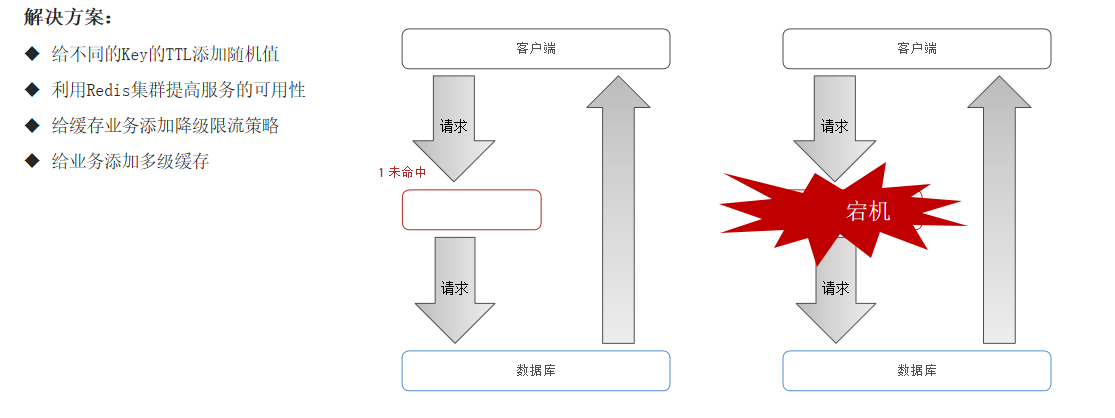 解决方案：
◆ 给不同的Key的TTL添加随机值
◆ 利用Redis集群提高服务的可用性
◆ 给缓存业务添加降级限流策略
◆ 给业务添加多级缓存
客户端
请求
1 未命中
请求
数据库
客户端
请求
宕机
请求
数据库